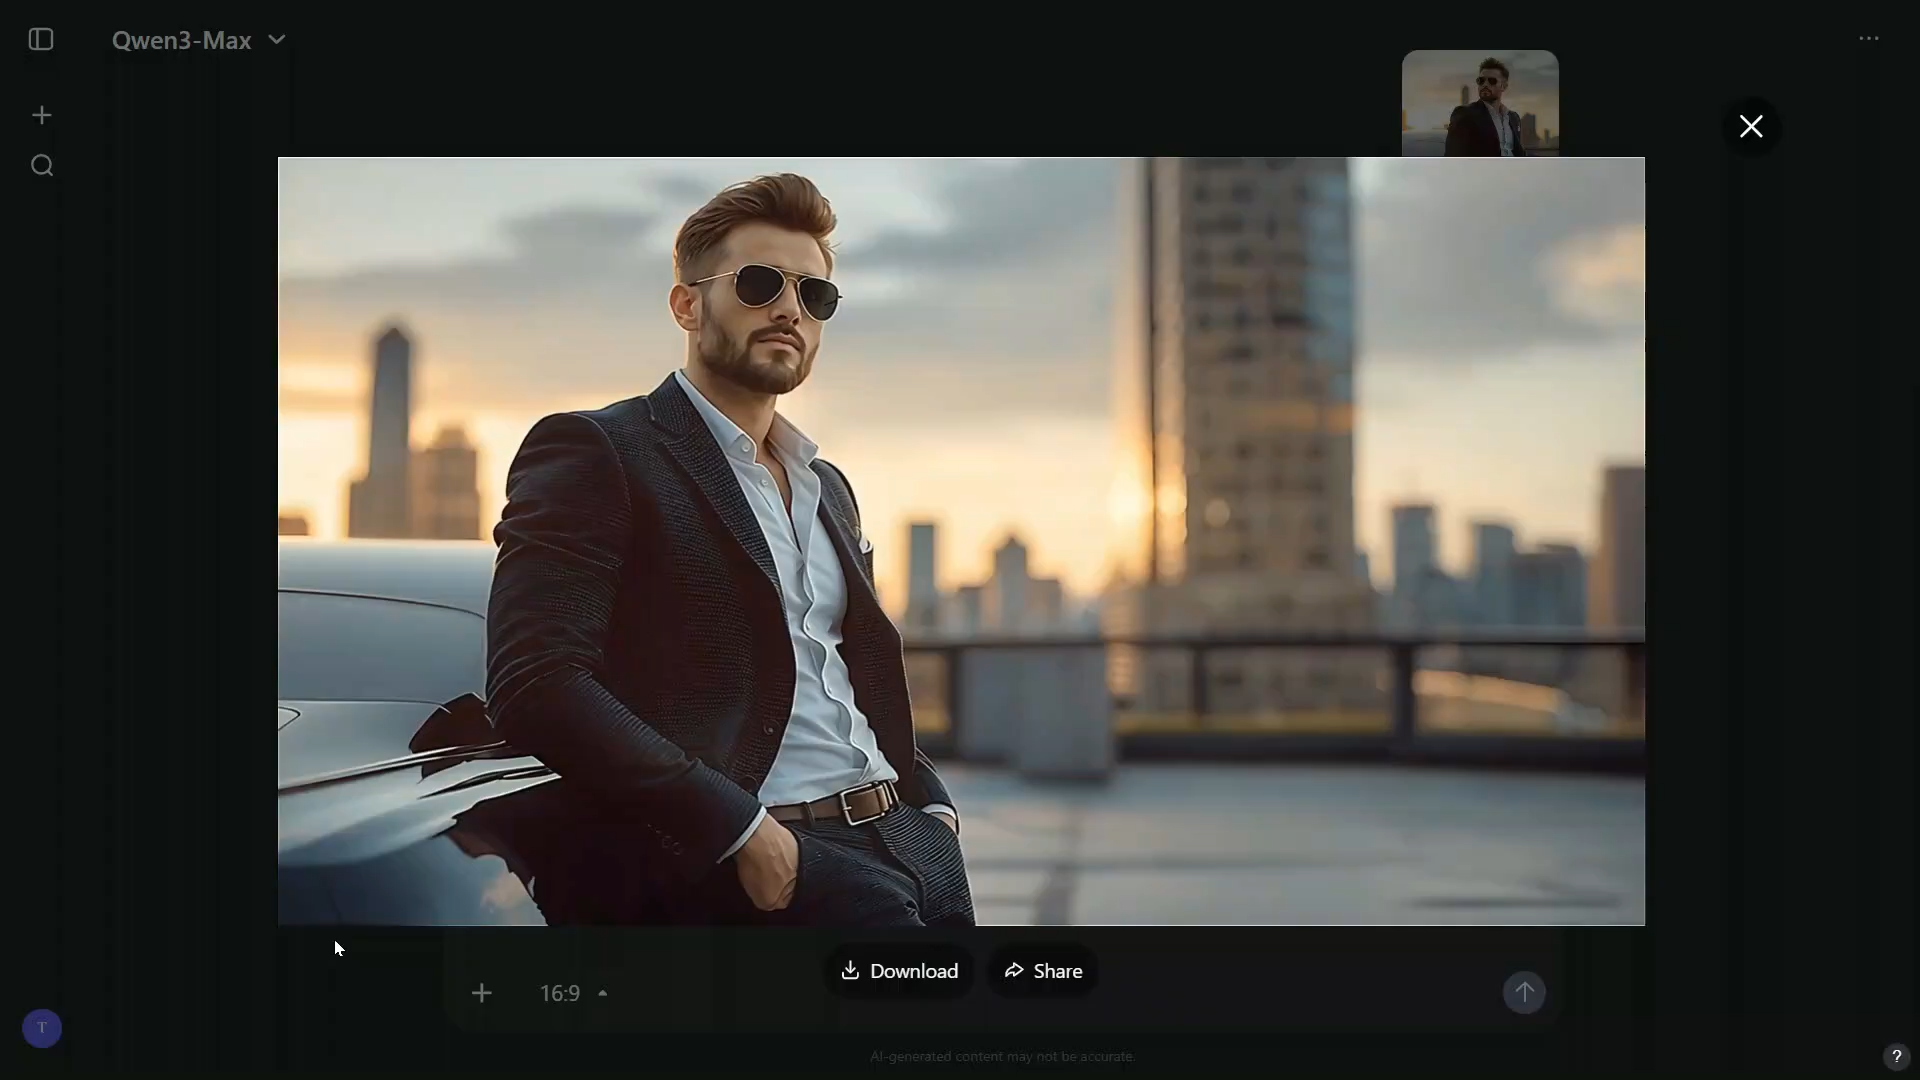 Qwen3-Max
Download
Share
16:9
T
AI-generated content may not be accurate.
?